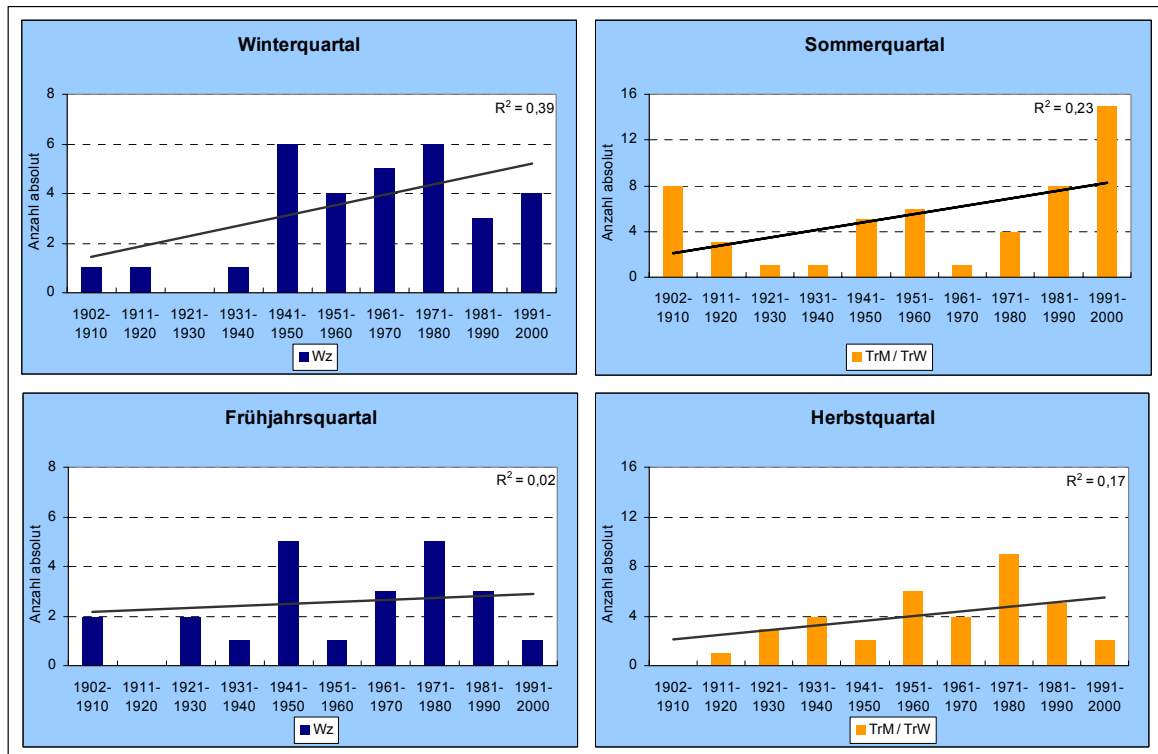 Winterquartal
Anzahl absolut
8
6
4
2
0
R² = 0,39
1902- 1911- 1921- 1931- 1941- 1951- 1961- 1971- 1981- 1991-
1910 1920 1930 1940 1950 1960 1970 1980 1990 2000
Wz
Sommerquartal
Anzahl absolut
16
12
8
4
0
R² = 0,23
1902- 1911- 1921- 1931- 1941- 1951- 1961- 1971- 1981- 1991-
1910 1920 1930 1940 1950 1960 1970 1980 1990 2000
TrM / TrW
Frühjahrsquartal
Anzahl absolut
8
6
4
2
0
R² = 0,02
1902- 1911- 1921- 1931- 1941- 1951- 1961- 1971- 1981- 1991-
1910 1920 1930 1940 1950 1960 1970 1980 1990 2000
Wz
Herbstquartal
Anzahl absolut
16
12
8
4
0
R² = 0,17
1902- 1911- 1921- 1931- 1941- 1951- 1961- 1971- 1981- 1991-
1910 1920 1930 1940 1950 1960 1970 1980 1990 2000
TrM / TrW